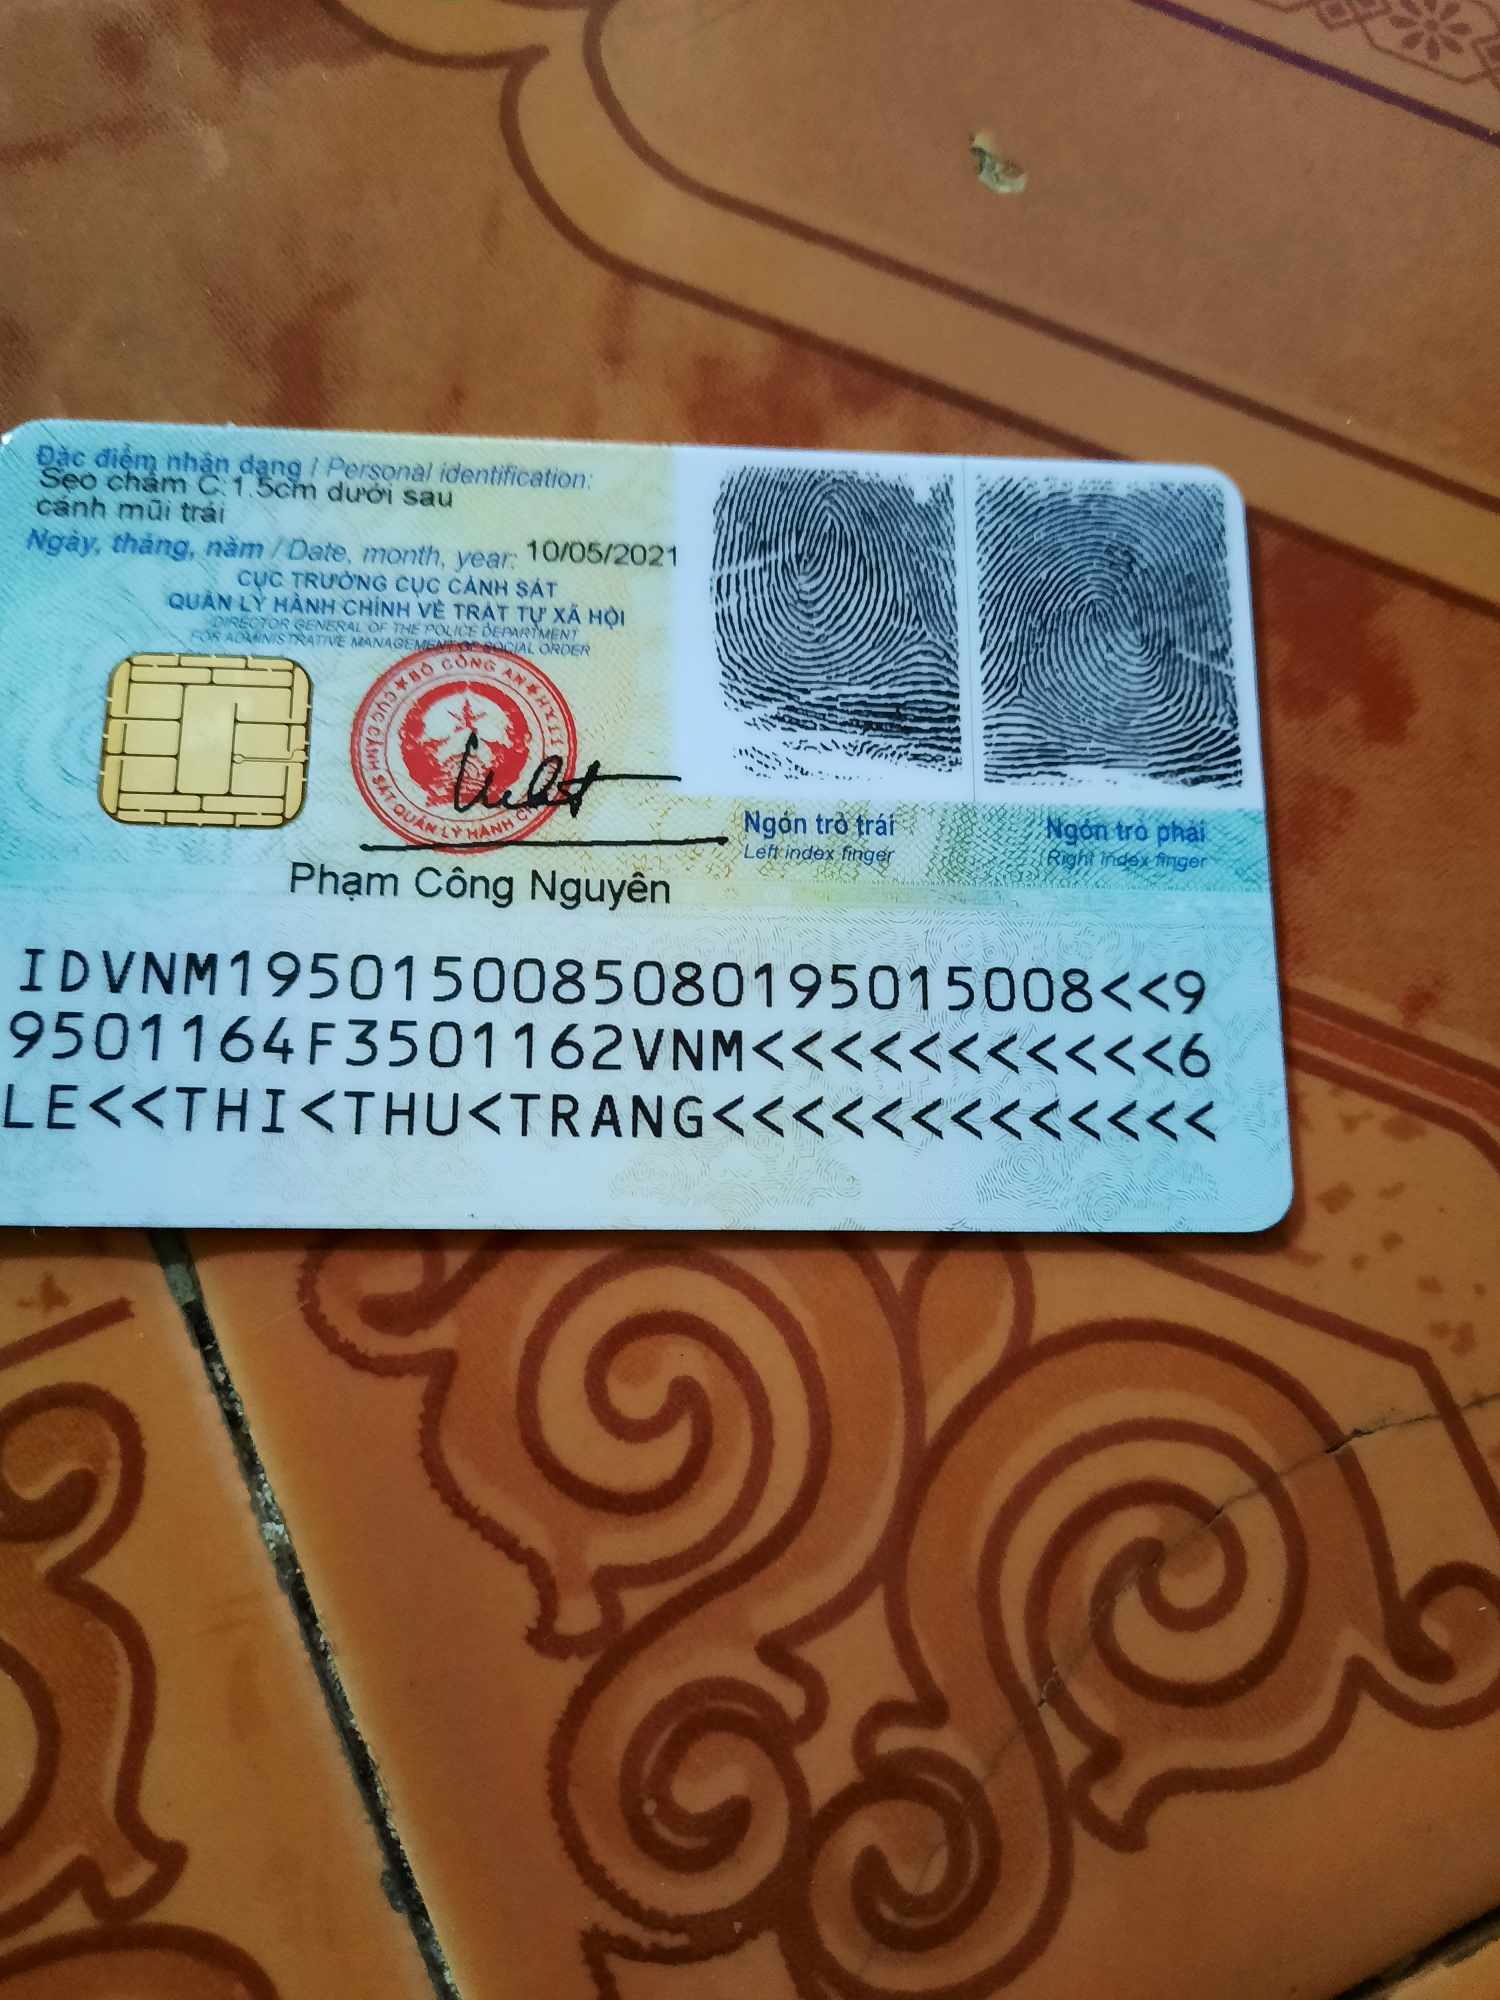 Đặc điểm nhân dạng / Personal identification:
Sẹo chấm C:1.5cm dưới sau
cánh mũi trái
Ngày, tháng, năm / Date, month, year: 10/05/2021
CỤC TRƯỞNG CỤC CẢNH SÁT
QUẢN LÝ HÀNH CHÍNH VỀ TRẬT TỰ XÃ HỘI
DIRECTOR GENERAL OF THE POLICE DEPARTMENT
FOR ADMINISTRATIVE MANAGEMENT OF SOCIAL ORDER
BỘ CÔNG AN
CỤC CẢNH SÁT QUẢN LÝ HÀNH
Phạm Công Nguyên
Ngón trỏ trái
Left index finger
Ngón trỏ phải
Right index finger
IDVNM1950150085080195015008<<9
9501164F3501162VNM<<<<<<<<<<<6
LE<<THI<THU<TRANG<<<<<<<<<<<<<